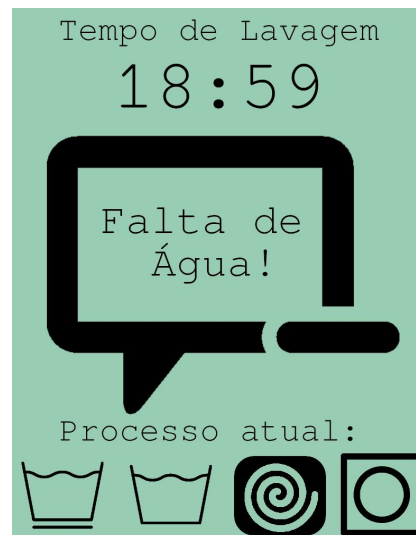 Tempo de Lavagem
18:59
Falta de
Água!
Processo atual: